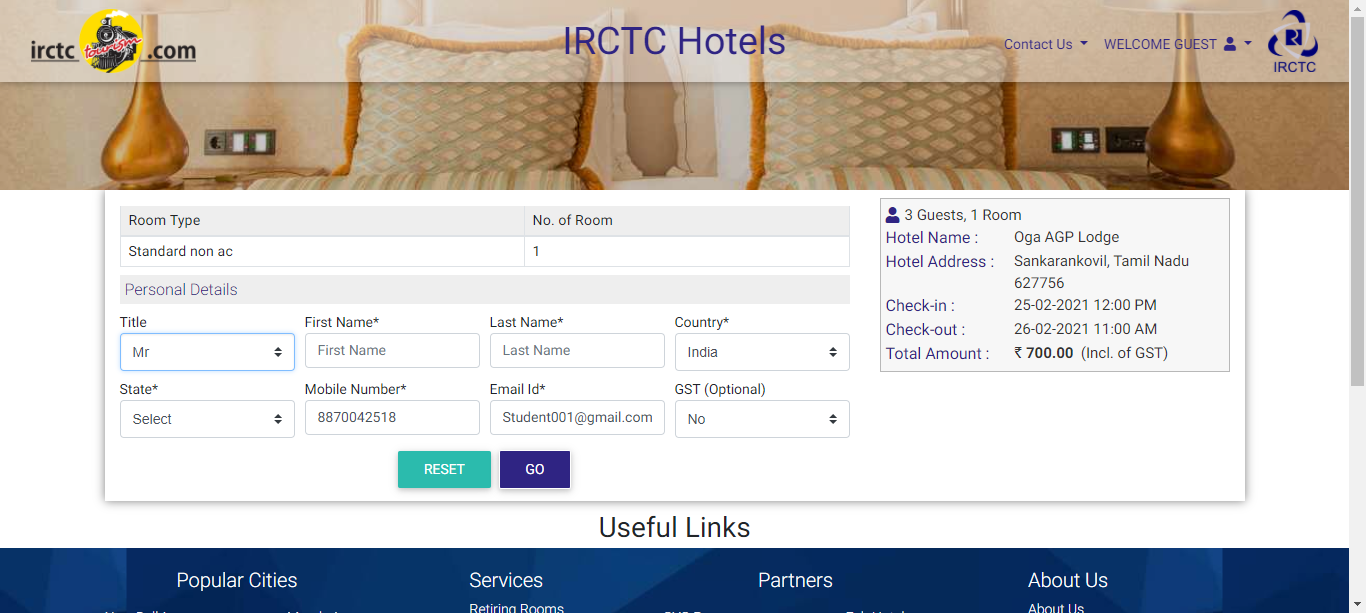 irctc tourism .com
IRCTC Hotels
Contact Us
WELCOME GUEST
IRCTC
Room Type No. of Room
Standard non ac 1
Personal Details
Title First Name* Last Name* Country*
Mr First Name Last Name India
State* Mobile Number* Email Id* GST (Optional)
Select 8870042518 Student001@gmail.com No
RESET GO
3 Guests, 1 Room
Hotel Name : Oga AGP Lodge
Hotel Address : Sankarankovil, Tamil Nadu
627756
Check-in : 25-02-2021 12:00 PM
Check-out : 26-02-2021 11:00 AM
Total Amount : ₹ 700.00 (Incl. of GST)
Useful Links
Popular Cities Services Partners About Us
Retiring Rooms About Us